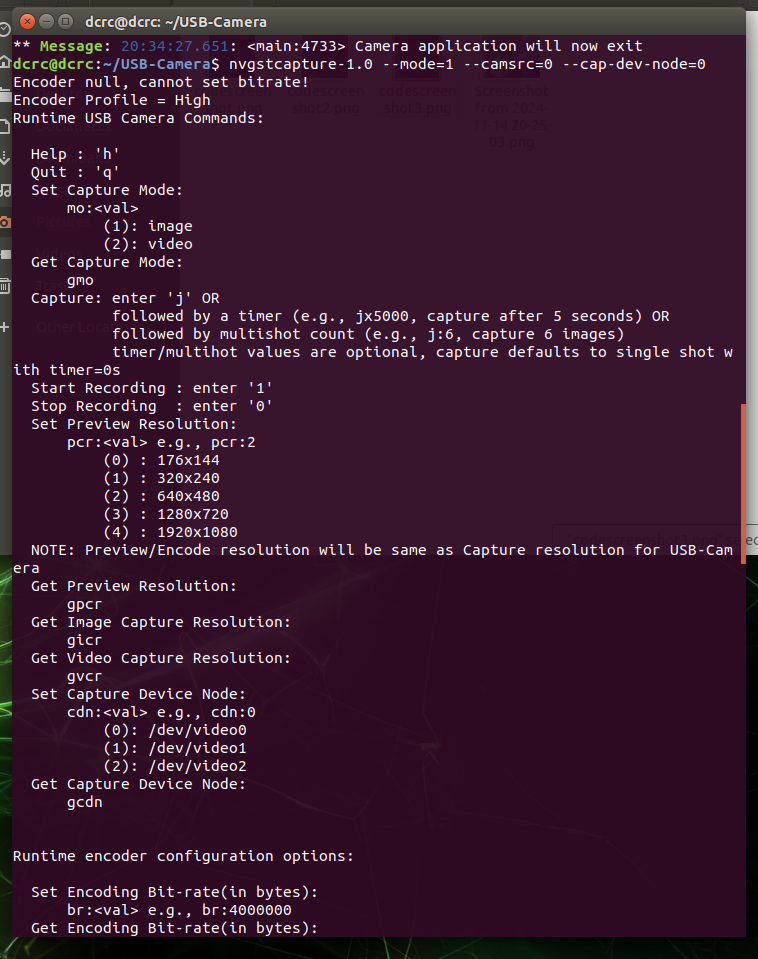 dcrc@dcrc: ~/USB-Camera
** Message: 20:34:27.651: <main:4733> Camera application will now exit
dcrc@dcrc:~/USB-Camera$ nvgstcapture-1.0 --mode=1 --camsrc=0 --cap-dev-node=0
Encoder null, cannot set bitrate!
Encoder Profile = High
Runtime USB Camera Commands:
Help : 'h'
Quit : 'q'
Set Capture Mode:
mo:<val>
(1): image
(2): video
Get Capture Mode:
gmo
Capture: enter 'j' OR
followed by a timer (e.g., jx5000, capture after 5 seconds) OR
followed by multishot count (e.g., j:6, capture 6 images)
timer/multihot values are optional, capture defaults to single shot w
ith timer=0s
Start Recording : enter '1'
Stop Recording  : enter '0'
Set Preview Resolution:
pcr:<val> e.g., pcr:2
(0) : 176x144
(1) : 320x240
(2) : 640x480
(3) : 1280x720
(4) : 1920x1080
NOTE: Preview/Encode resolution will be same as Capture resolution for USB-Cam
era
Get Preview Resolution:
gpcr
Get Image Capture Resolution:
gicr
Get Video Capture Resolution:
gvcr
Set Capture Device Node:
cdn:<val> e.g., cdn:0
(0): /dev/video0
(1): /dev/video1
(2): /dev/video2
Get Capture Device Node:
gcdn
Runtime encoder configuration options:
Set Encoding Bit-rate(in bytes):
br:<val> e.g., br:4000000
Get Encoding Bit-rate(in bytes):